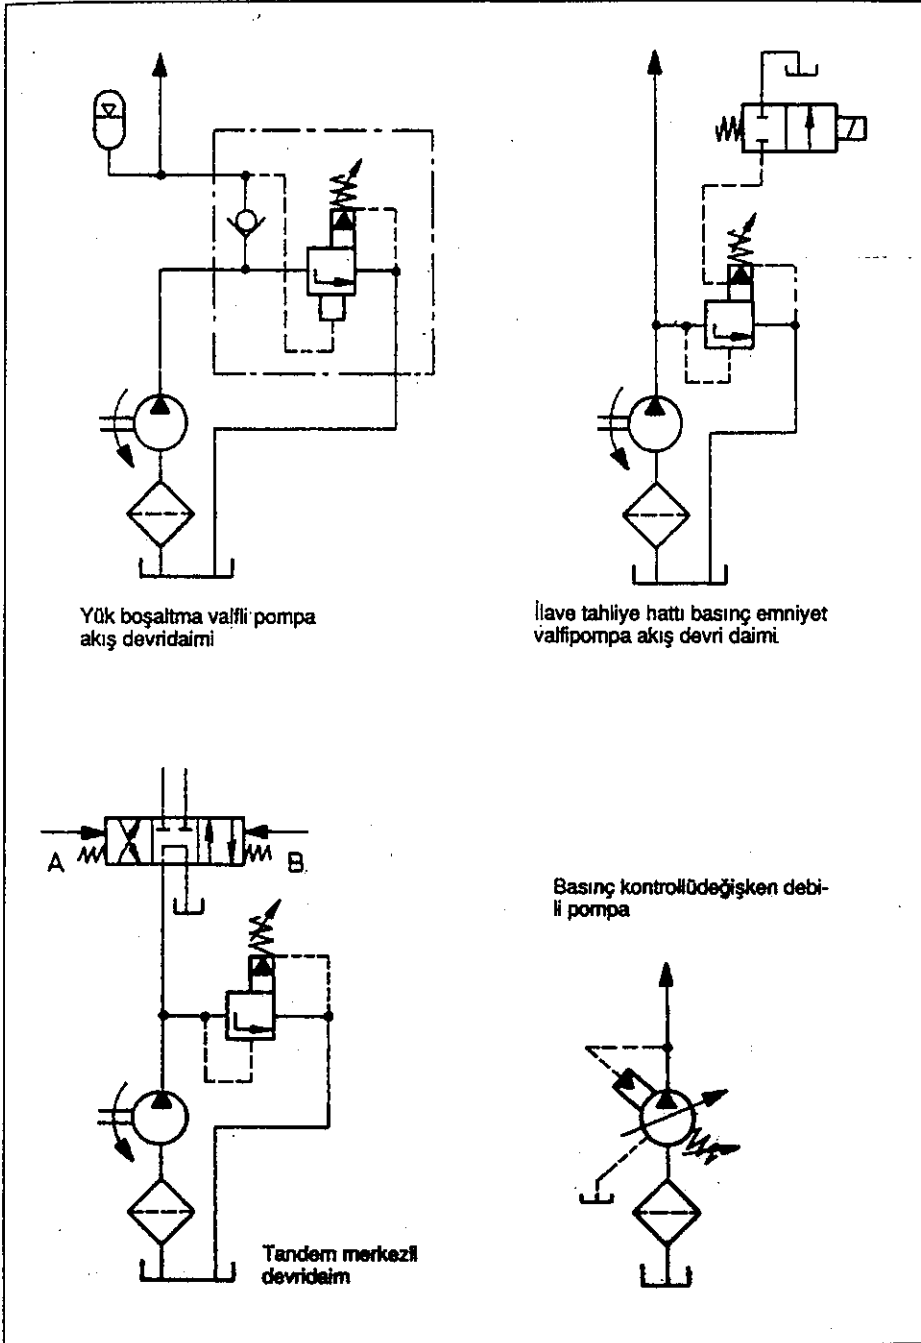 Yük boşaltma valfli pompa
akış devridaimi
İlave tahliye hattı basınç emniyet
valfipompa akış devri daimi
A
B
Basınç kontrollüdeğişken debi-
li pompa
Tandem merkezli
devridaim